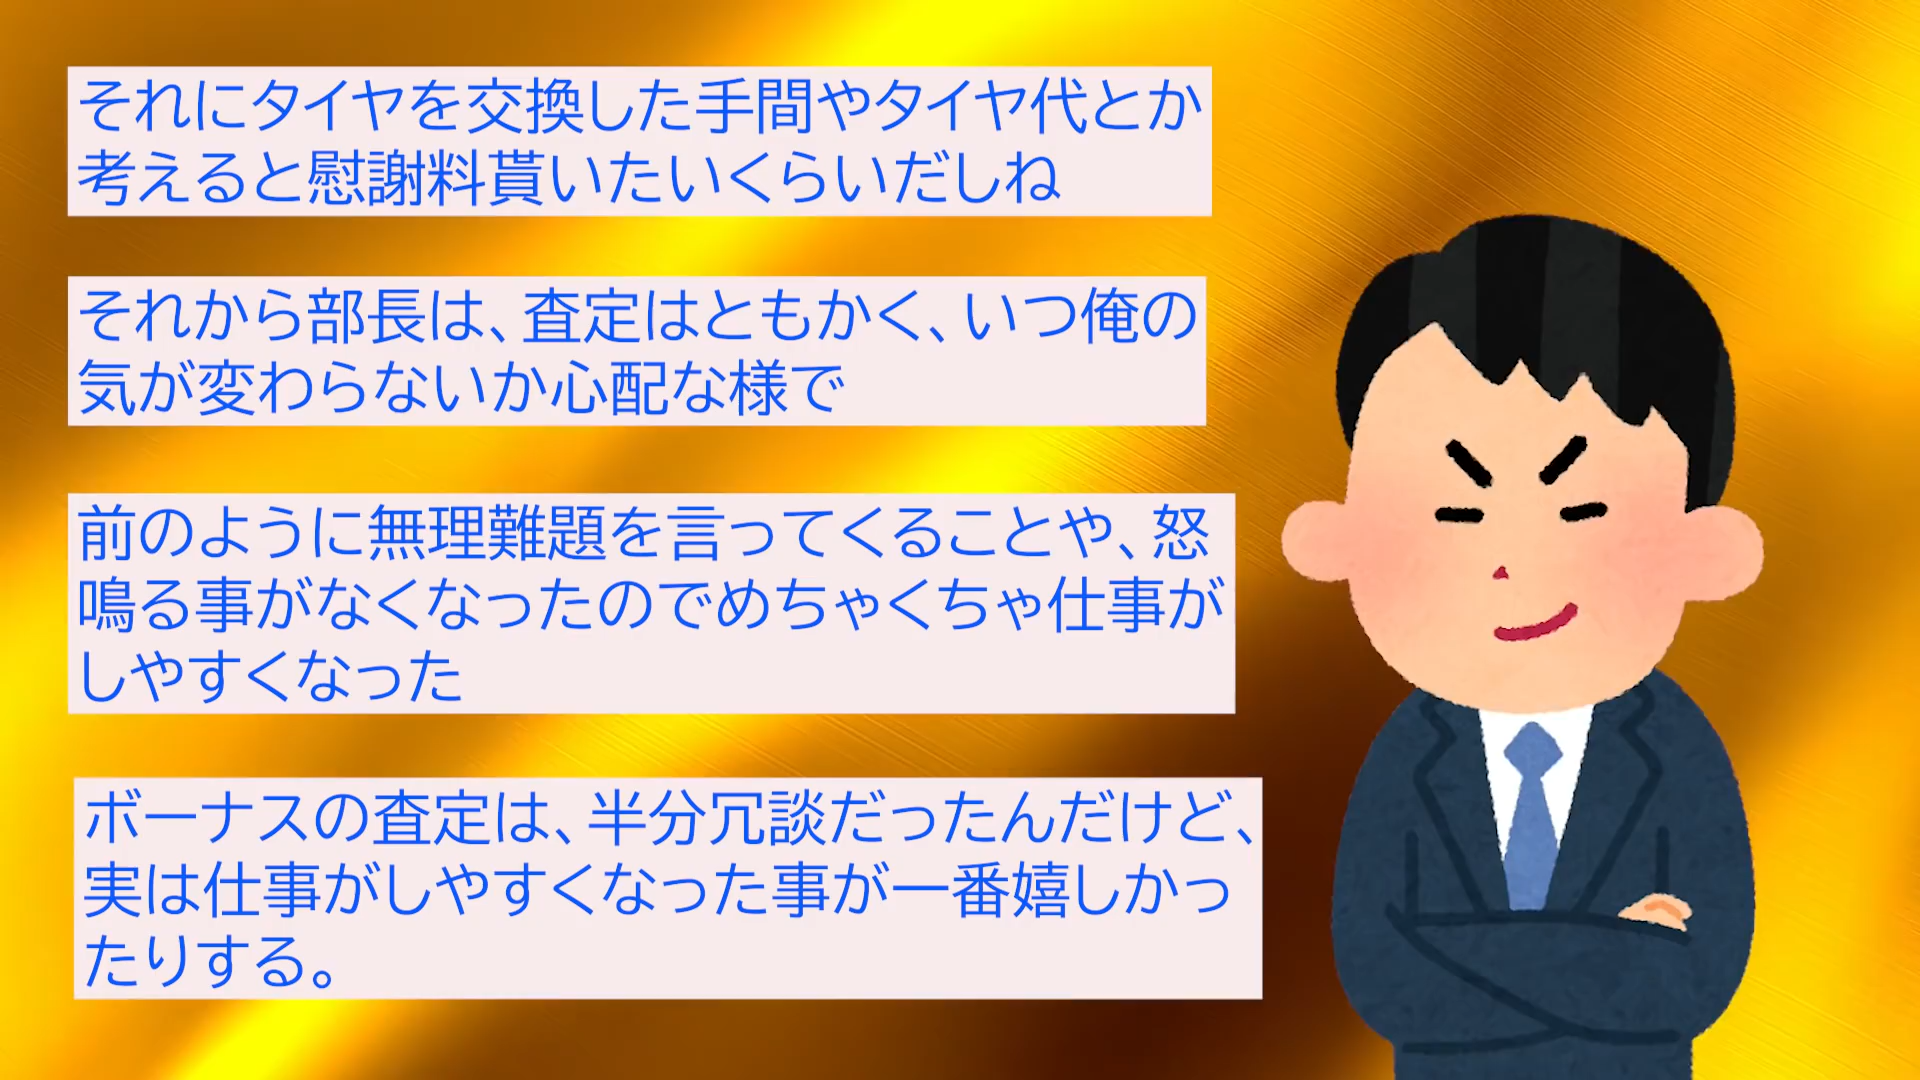 それにタイヤを交換した手間やタイヤ代とか
考えると慰謝料貰いたいくらいだしね
それから部長は、査定はともかく、いつ俺の
気が変わらないか心配な様で
前のように無理難題を言ってくることや、怒
鳴る事がなくなったのでめちゃくちゃ仕事が
しやすくなった
ボーナスの査定は、半分冗談だったんだけど、
実は仕事がしやすくなった事が一番嬉しかっ
たりする。